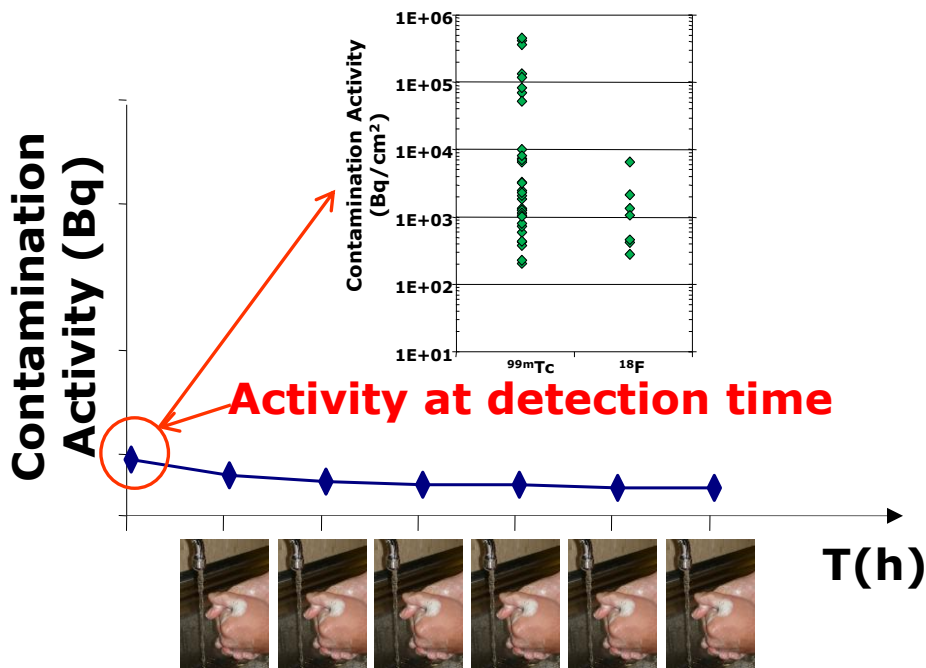 1E+06
1E+05
1E+04
1E+03
1E+02
1E+01
Contamination Activity
(Bq/cm²)
⁹⁹ᵐTc
¹⁸F
Contamination
Activity (Bq)
Activity at detection time
T(h)